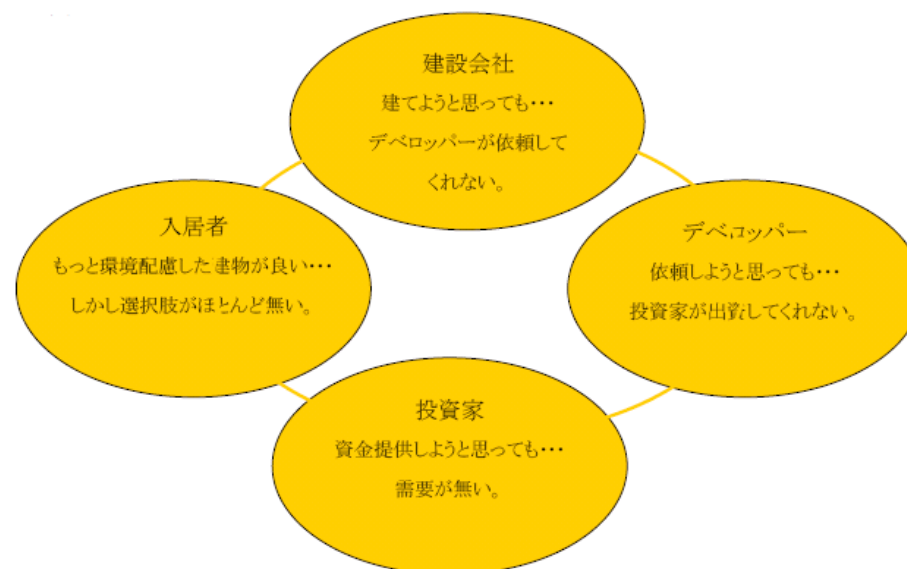 建設会社
建てようと思っても・・・
デベロッパーが依頼して
くれない。
入居者
もっと環境配慮した建物が良い・・・
しかし選択肢がほとんど無い。
デベロッパー
依頼しようと思っても・・・
投資家が出資してくれない。
投資家
資金提供しようと思っても・・・
需要が無い。